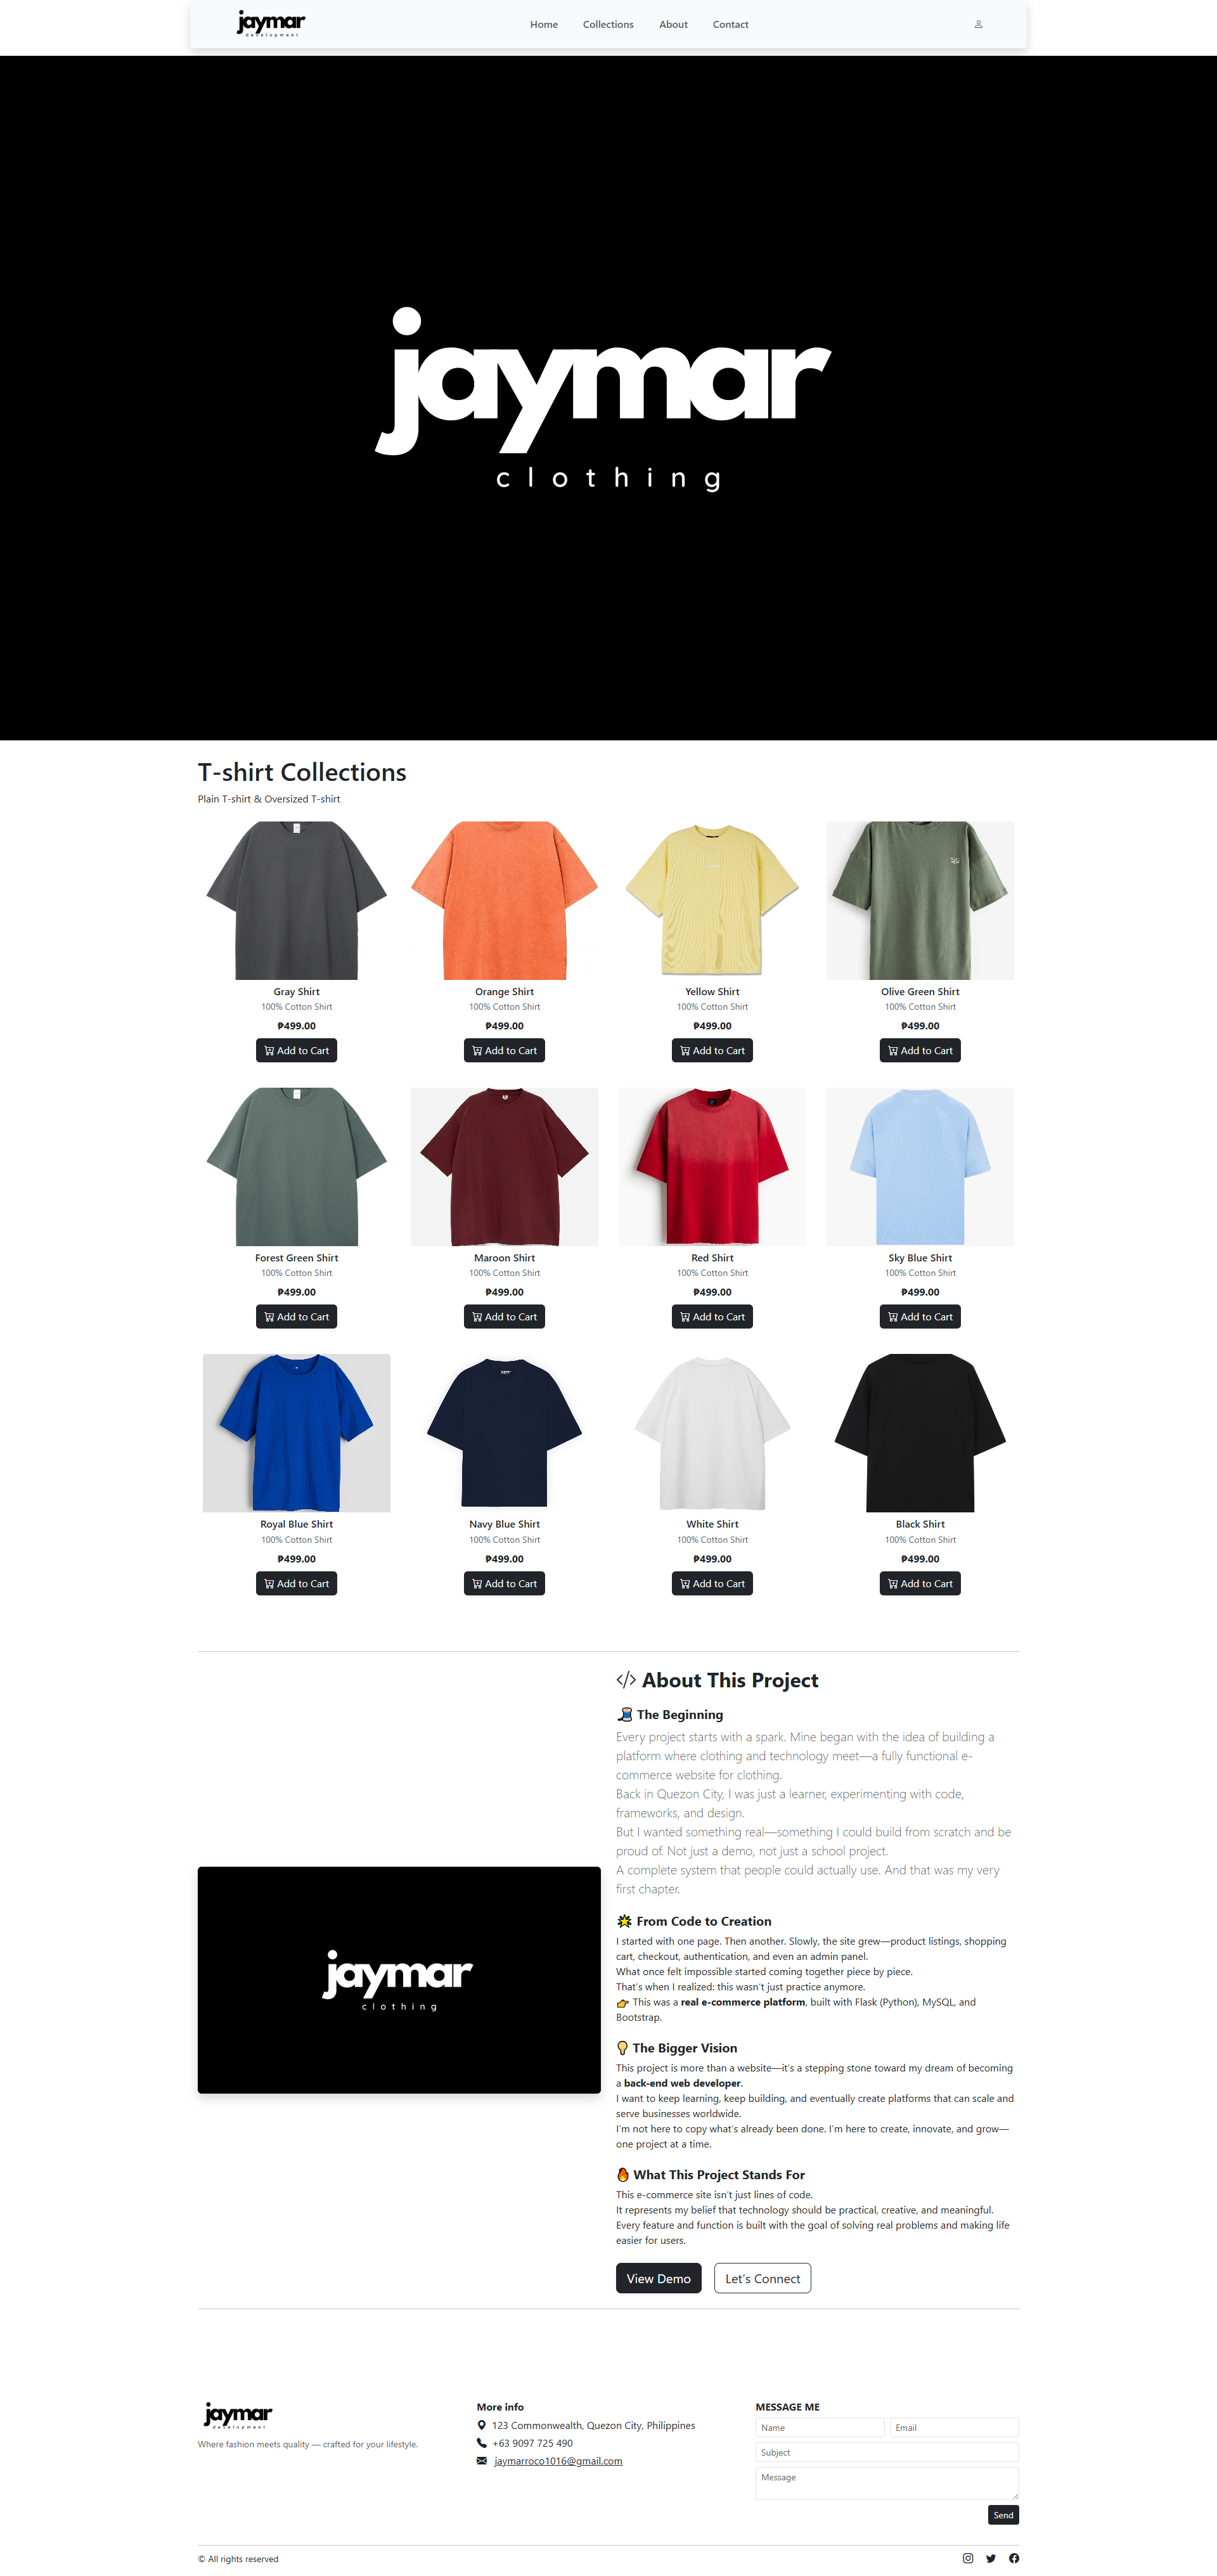 jaymar
development
Home Collections About Contact
jaymar
clothing
T-shirt Collections
Plain T-shirt & Oversized T-shirt
Gray Shirt
100% Cotton Shirt
₱499.00
Add to Cart
Orange Shirt
100% Cotton Shirt
₱499.00
Add to Cart
Yellow Shirt
100% Cotton Shirt
₱499.00
Add to Cart
Olive Green Shirt
100% Cotton Shirt
₱499.00
Add to Cart
Forest Green Shirt
100% Cotton Shirt
₱499.00
Add to Cart
Maroon Shirt
100% Cotton Shirt
₱499.00
Add to Cart
Red Shirt
100% Cotton Shirt
₱499.00
Add to Cart
Sky Blue Shirt
100% Cotton Shirt
₱499.00
Add to Cart
Royal Blue Shirt
100% Cotton Shirt
₱499.00
Add to Cart
Navy Blue Shirt
100% Cotton Shirt
₱499.00
Add to Cart
White Shirt
100% Cotton Shirt
₱499.00
Add to Cart
Black Shirt
100% Cotton Shirt
₱499.00
Add to Cart
jaymar
clothing
</> About This Project
🧵 The Beginning
Every project starts with a spark. Mine began with the idea of building a
platform where clothing and technology meet—a fully functional e-
commerce website for clothing.
Back in Quezon City, I was just a learner, experimenting with code,
frameworks, and design.
But I wanted something real—something I could build from scratch and be
proud of. Not just a demo, not just a school project.
A complete system that people could actually use. And that was my very
first chapter.
🌟 From Code to Creation
I started with one page. Then another. Slowly, the site grew—product listings, shopping
cart, checkout, authentication, and even an admin panel.
What once felt impossible started coming together piece by piece.
That's when I realized: this wasn't just practice anymore.
👉 This was a real e-commerce platform, built with Flask (Python), MySQL, and
Bootstrap.
💡 The Bigger Vision
This project is more than a website—it's a stepping stone toward my dream of becoming
a back-end web developer.
I want to keep learning, keep building, and eventually create platforms that can scale and
serve businesses worldwide.
I'm not here to copy what's already been done. I'm here to create, innovate, and grow—
one project at a time.
🔥 What This Project Stands For
This e-commerce site isn't just lines of code.
It represents my belief that technology should be practical, creative, and meaningful.
Every feature and function is built with the goal of solving real problems and making life
easier for users.
View Demo Let's Connect
jaymar
development
Where fashion meets quality — crafted for your lifestyle.
More info
123 Commonwealth, Quezon City, Philippines
+63 9097 725 490
jaymarroco1016@gmail.com
MESSAGE ME
Name Email
Subject
Message
Send
© All rights reserved